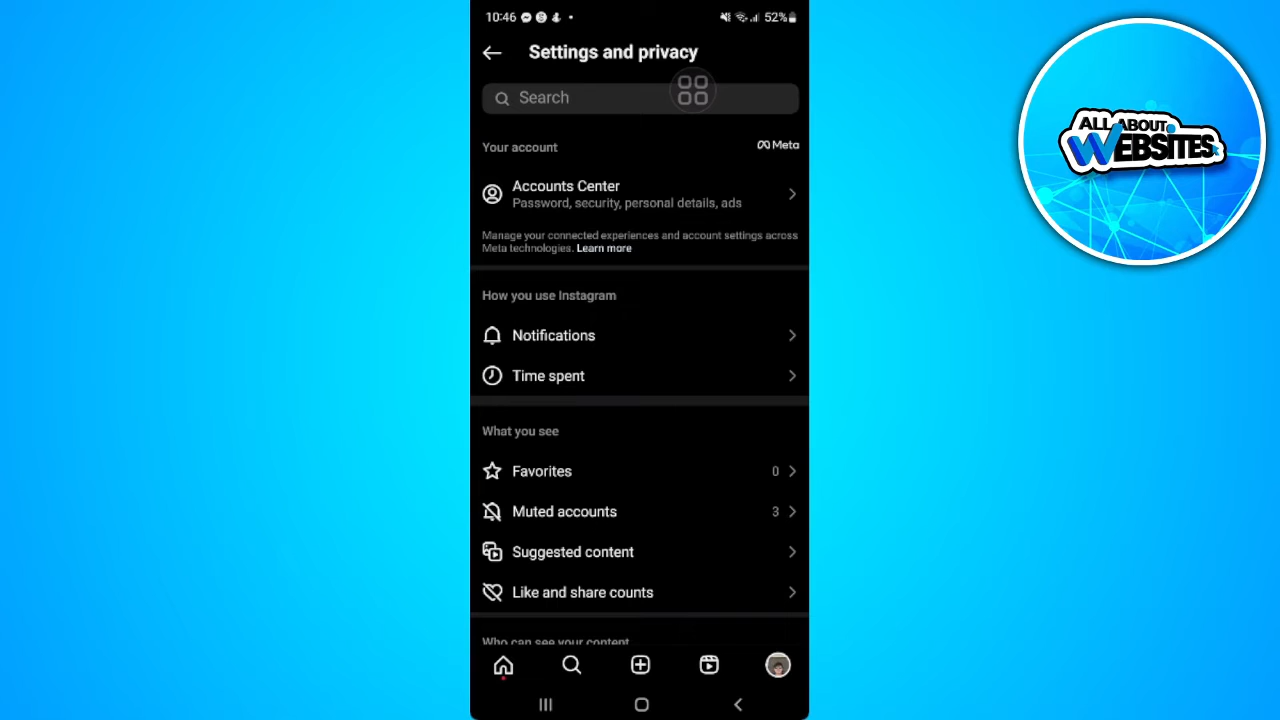 10:46
52%
Settings and privacy
Search
Your account
Meta
Accounts Center
Password, security, personal details, ads
Manage your connected experiences and account settings across
Meta technologies. Learn more
How you use Instagram
Notifications
Time spent
What you see
Favorites
0
Muted accounts
3
Suggested content
Like and share counts
Who can see your content
ALL ABOUT
WEBSITES